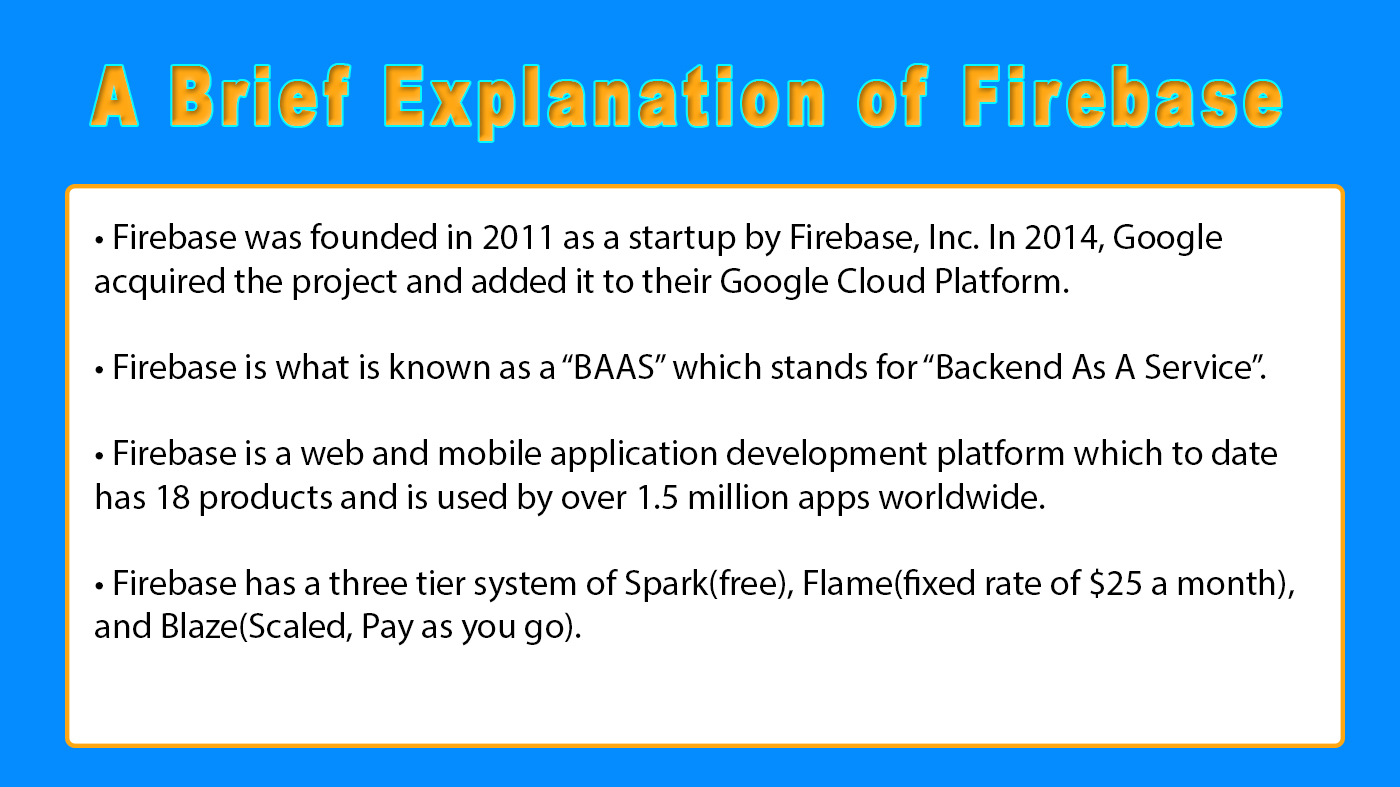 A Brief Explanation of Firebase
• Firebase was founded in 2011 as a startup by Firebase, Inc. In 2014, Google
acquired the project and added it to their Google Cloud Platform.
• Firebase is what is known as a “BAAS” which stands for “Backend As A Service”.
• Firebase is a web and mobile application development platform which to date
has 18 products and is used by over 1.5 million apps worldwide.
• Firebase has a three tier system of Spark(free), Flame(fixed rate of $25 a month),
and Blaze(Scaled, Pay as you go).